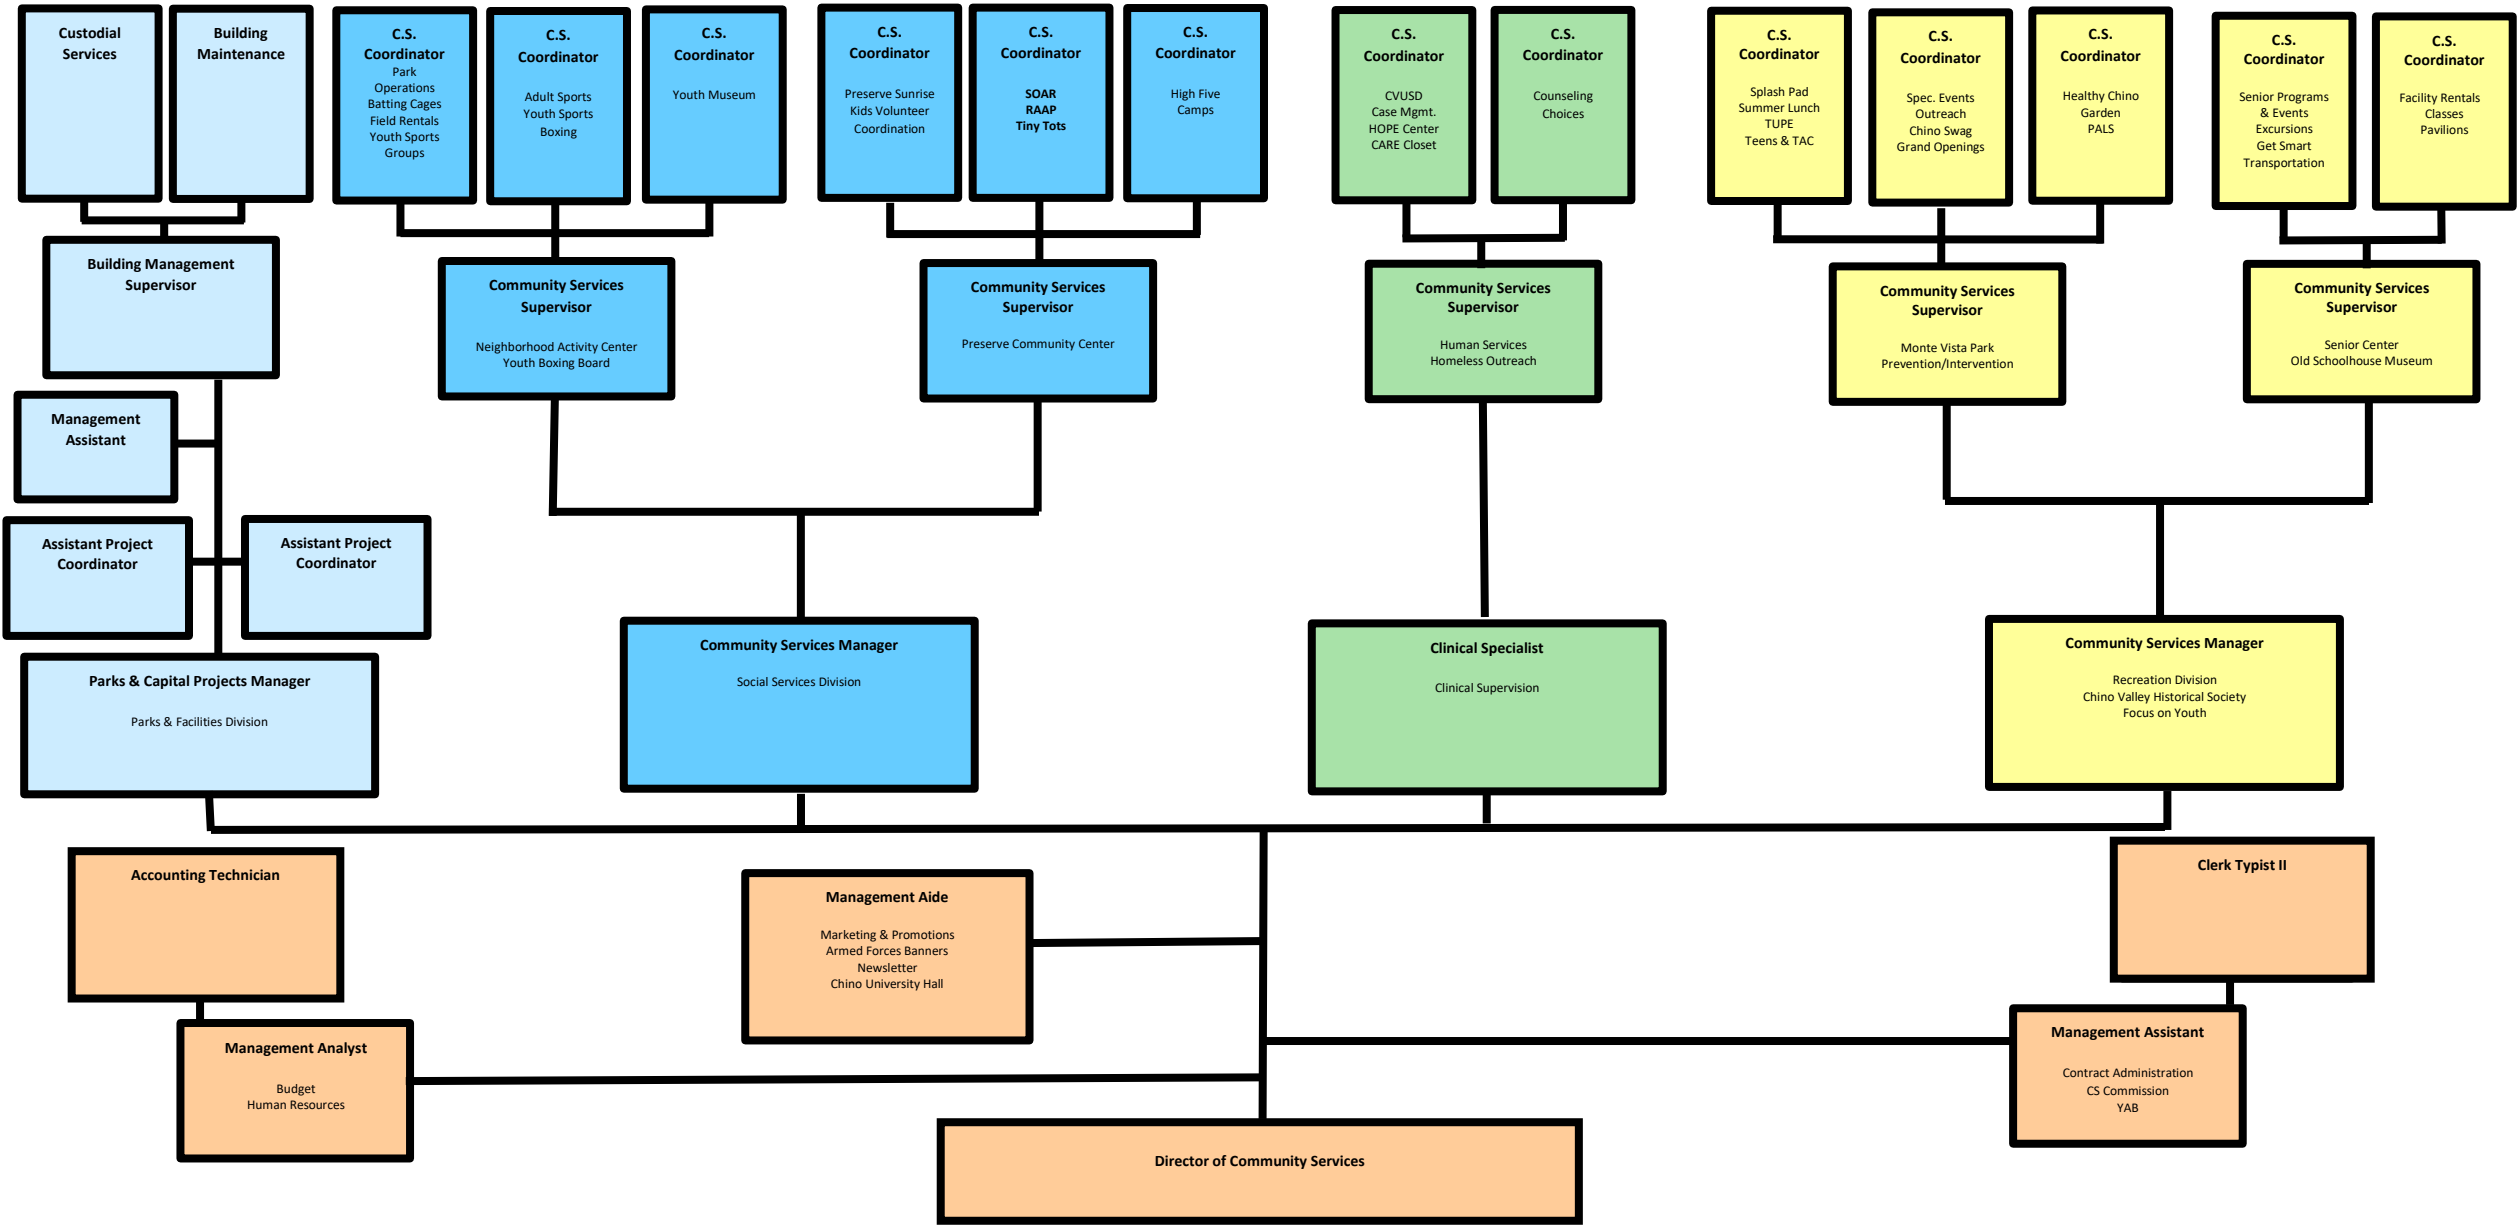 Custodial
Services
Building
Maintenance
C.S.
Coordinator
Park
Operations
Batting Cages
Field Rentals
Youth Sports
Groups
C.S.
Coordinator
Adult Sports
Youth Sports
Boxing
C.S.
Coordinator
Youth Museum
C.S.
Coordinator
Preserve Sunrise
Kids Volunteer
Coordination
C.S.
Coordinator
SOAR
RAAP
Tiny Tots
C.S.
Coordinator
High Five
Camps
C.S.
Coordinator
CVUSD
Case Mgmt.
HOPE Center
CARE Closet
C.S.
Coordinator
Counseling
Choices
C.S.
Coordinator
Splash Pad
Summer Lunch
TUPE
Teens & TAC
C.S.
Coordinator
Spec. Events
Outreach
Chino Swag
Grand Openings
C.S.
Coordinator
Healthy Chino
Garden
PALS
C.S.
Coordinator
Senior Programs
& Events
Excursions
Get Smart
Transportation
C.S.
Coordinator
Facility Rentals
Classes
Pavilions
Building Management
Supervisor
Community Services
Supervisor
Neighborhood Activity Center
Youth Boxing Board
Community Services
Supervisor
Preserve Community Center
Community Services
Supervisor
Human Services
Homeless Outreach
Community Services
Supervisor
Monte Vista Park
Prevention/Intervention
Community Services
Supervisor
Senior Center
Old Schoolhouse Museum
Management
Assistant
Assistant Project
Coordinator
Assistant Project
Coordinator
Parks & Capital Projects Manager
Parks & Facilities Division
Community Services Manager
Social Services Division
Clinical Specialist
Clinical Supervision
Community Services Manager
Recreation Division
Chino Valley Historical Society
Focus on Youth
Accounting Technician
Management Aide
Marketing & Promotions
Armed Forces Banners
Newsletter
Chino University Hall
Clerk Typist II
Management Analyst
Budget
Human Resources
Management Assistant
Contract Administration
CS Commission
YAB
Director of Community Services